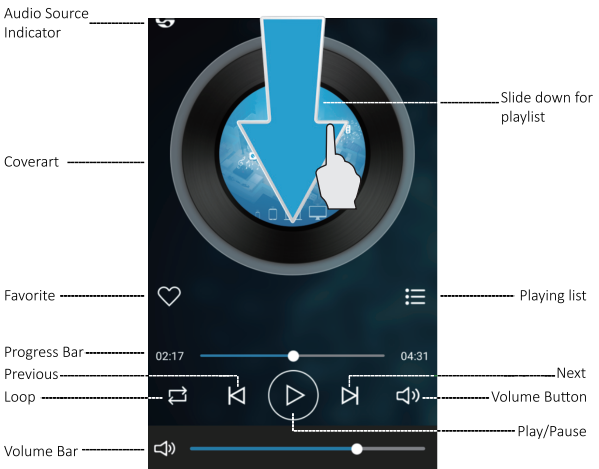 Audio Source
Indicator
Slide down for
playlist
Coverart
Favorite
Playing list
Progress Bar
02:17
04:31
Previous
Next
Loop
Volume Button
Play/Pause
Volume Bar